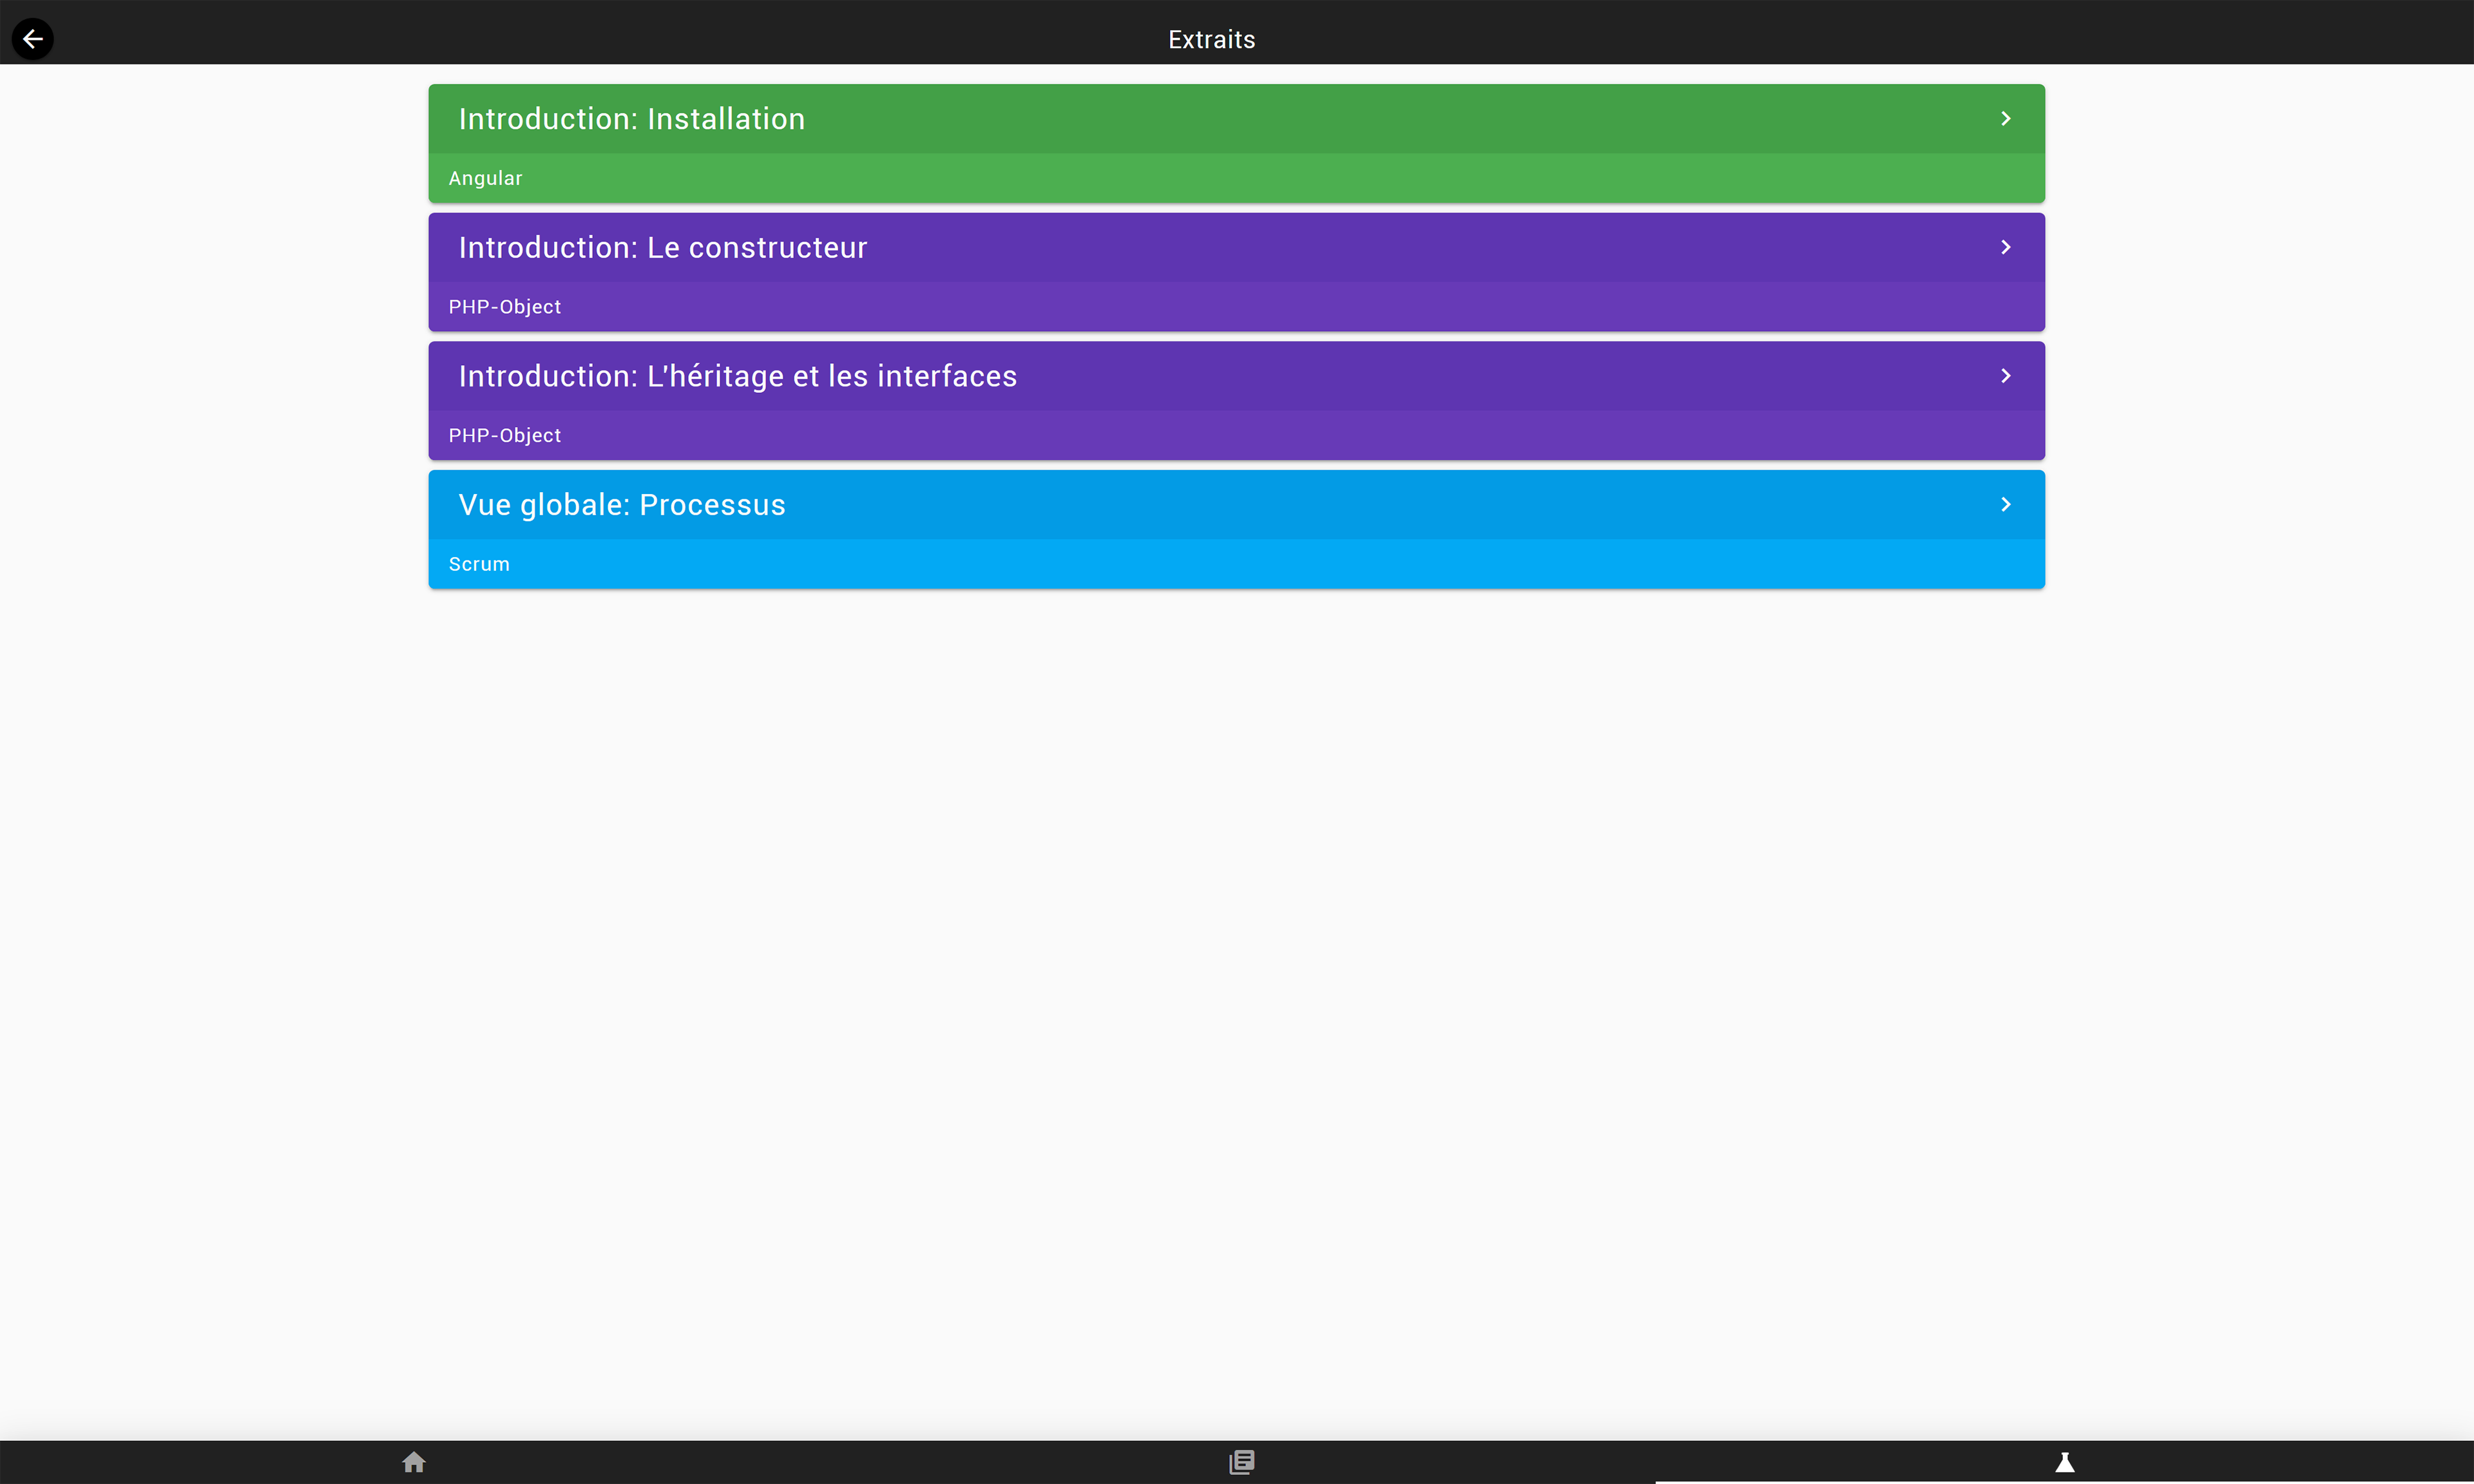 Extraits
Introduction: Installation
Angular
Introduction: Le constructeur
PHP-Object
Introduction: L'héritage et les interfaces
PHP-Object
Vue globale: Processus
Scrum